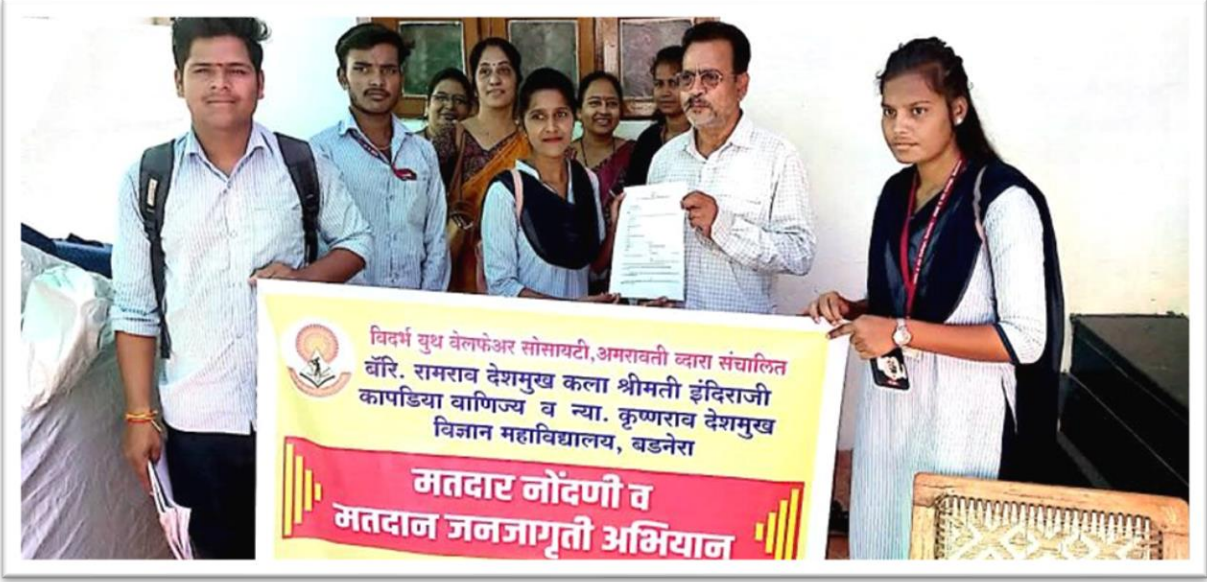 विदर्भ युथ वेलफेअर सोसायटी,अमरावती व्दारा संचालित
बॅरि. रामराव देशमुख कला श्रीमती इंदिराजी
कापडिया वाणिज्य व न्या. कृष्णराव देशमुख
विज्ञान महाविद्यालय, बडनेरा
मतदार नोंदणी व
मतदान जनजागृती अभियान